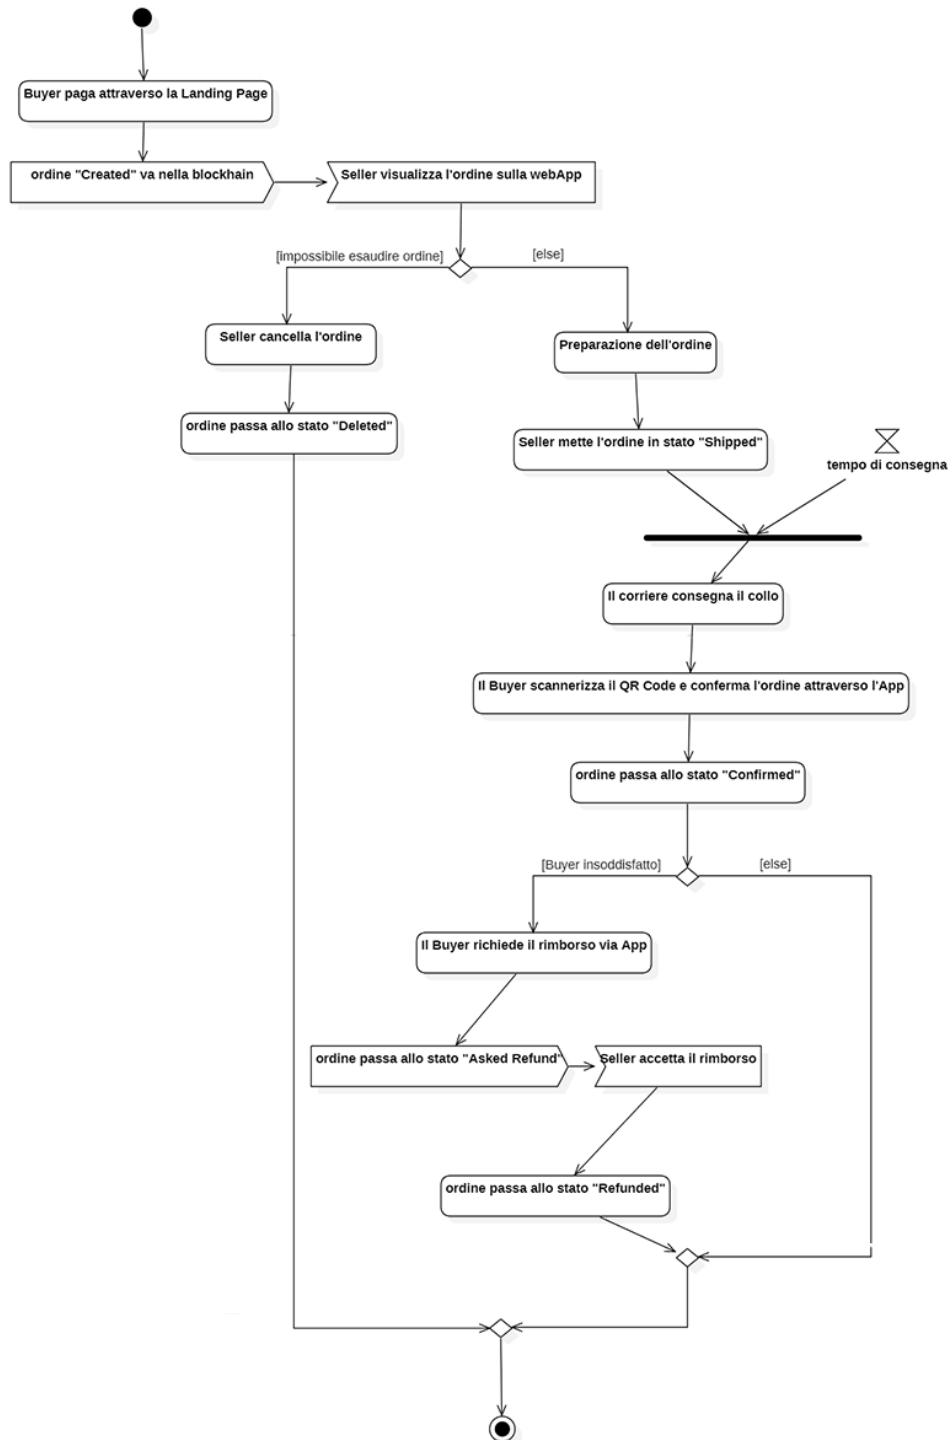 Buyer paga attraverso la Landing Page
ordine "Created" va nella blockhain
Seller visualizza l'ordine sulla webApp
[impossibile esaudire ordine]
[else]
Seller cancella l'ordine
Preparazione dell'ordine
ordine passa allo stato "Deleted"
Seller mette l'ordine in stato "Shipped"
tempo di consegna
Il corriere consegna il collo
Il Buyer scannerizza il QR Code e conferma l'ordine attraverso l'App
ordine passa allo stato "Confirmed"
[Buyer insoddisfatto]
[else]
Il Buyer richiede il rimborso via App
ordine passa allo stato "Asked Refund"
Seller accetta il rimborso
ordine passa allo stato "Refunded"